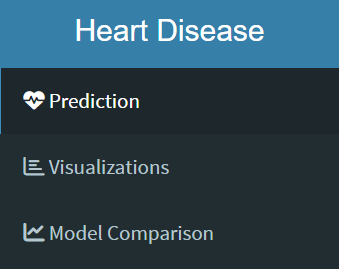 Heart Disease
Prediction
Visualizations
Model Comparison